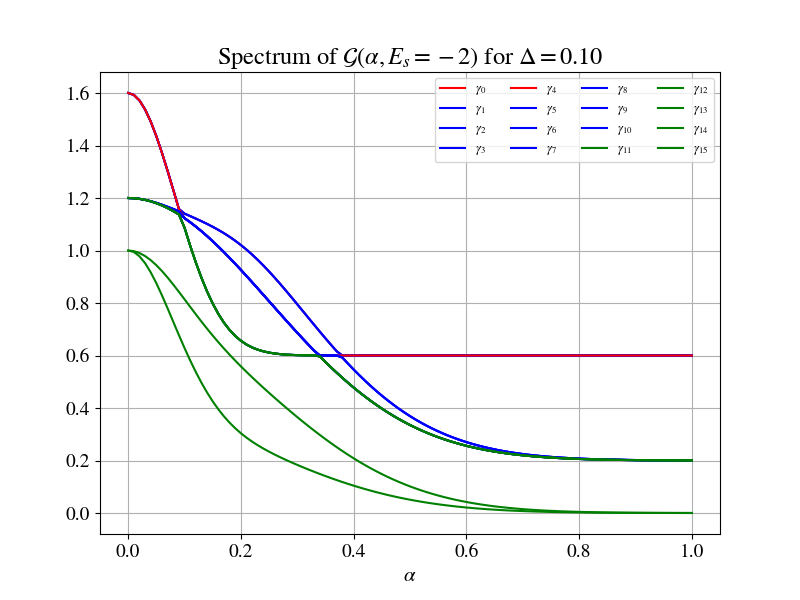 Spectrum of 𝒢(α, E_s = −2) for Δ = 0.10
γ₀ γ₄ γ₈ γ₁₂
γ₁ γ₅ γ₉ γ₁₃
γ₂ γ₆ γ₁₀ γ₁₄
γ₃ γ₇ γ₁₁ γ₁₅
1.6
1.4
1.2
1.0
0.8
0.6
0.4
0.2
0.0
0.0 0.2 0.4 0.6 0.8 1.0
α